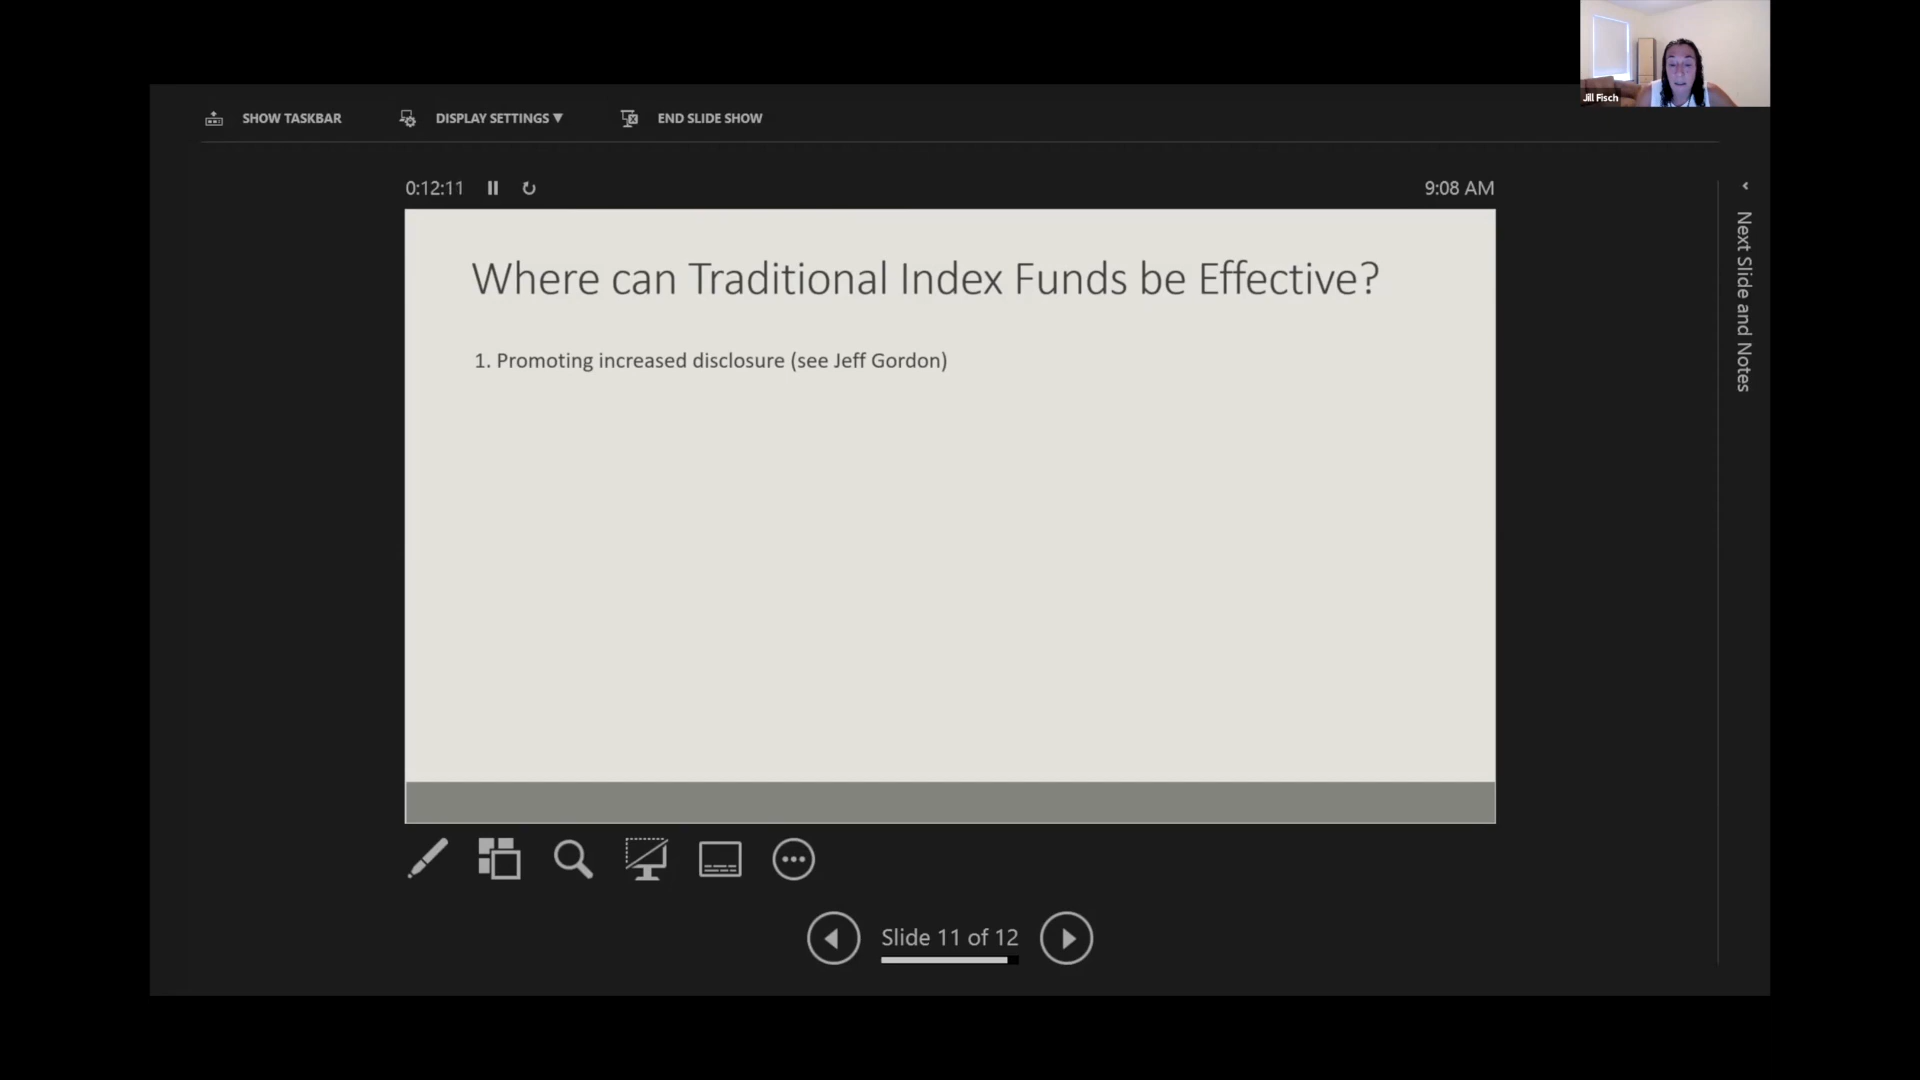 Jill Fisch
SHOW TASKBAR
DISPLAY SETTINGS ▼
END SLIDE SHOW
0:12:11
9:08 AM
Where can Traditional Index Funds be Effective?
1. Promoting increased disclosure (see Jeff Gordon)
Next Slide and Notes
Slide 11 of 12